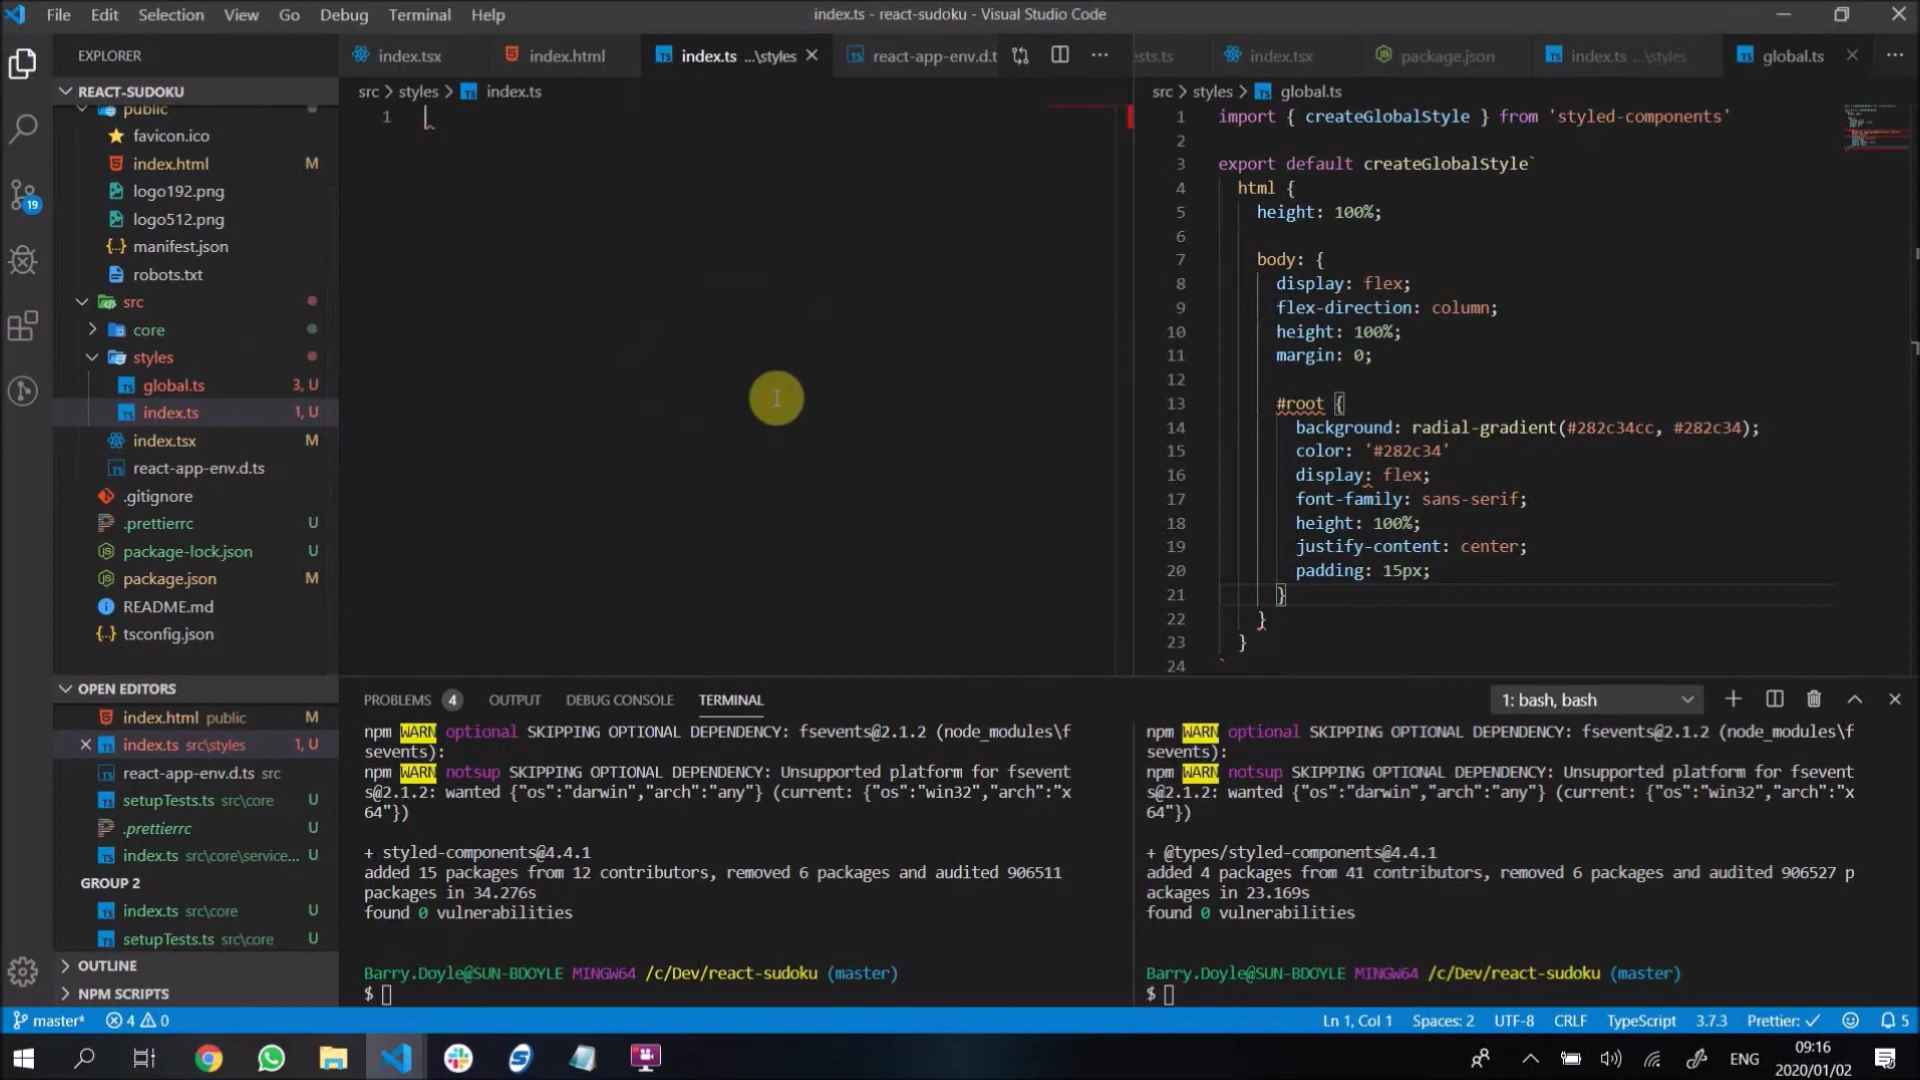 File Edit Selection View Go Debug Terminal Help
index.ts - react-sudoku - Visual Studio Code
EXPLORER
REACT-SUDOKU
public
favicon.ico
index.html M
logo192.png
logo512.png
manifest.json
robots.txt
src
core
styles
global.ts 3, U
index.ts 1, U
index.tsx M
react-app-env.d.ts
.gitignore
.prettierrc U
package-lock.json U
package.json M
README.md
tsconfig.json
19
OPEN EDITORS
index.html public M
index.ts src\styles 1, U
react-app-env.d.ts src
setupTests.ts src\core U
.prettierrc U
index.ts src\core\service... U
GROUP 2
index.ts src\core U
setupTests.ts src\core U
OUTLINE
NPM SCRIPTS
index.tsx index.html index.ts ...\styles react-app-env.d.t
src > styles > index.ts
1
sts.ts index.tsx package.json index.ts ...\styles global.ts
src > styles > global.ts
1 import { createGlobalStyle } from 'styled-components'
2
3 export default createGlobalStyle`
4 html {
5 height: 100%;
6
7 body: {
8 display: flex;
9 flex-direction: column;
10 height: 100%;
11 margin: 0;
12
13 #root {
14 background: radial-gradient(#282c34cc, #282c34);
15 color: '#282c34'
16 display: flex;
17 font-family: sans-serif;
18 height: 100%;
19 justify-content: center;
20 padding: 15px;
21 }
22 }
23 }
24 `
PROBLEMS 4 OUTPUT DEBUG CONSOLE TERMINAL
1: bash, bash
npm WARN optional SKIPPING OPTIONAL DEPENDENCY: fsevents@2.1.2 (node_modules\f
sevents):
npm WARN notsup SKIPPING OPTIONAL DEPENDENCY: Unsupported platform for fsevent
s@2.1.2: wanted {"os":"darwin","arch":"any"} (current: {"os":"win32","arch":"x
64"})
+ styled-components@4.4.1
added 15 packages from 12 contributors, removed 6 packages and audited 906511
packages in 34.276s
found 0 vulnerabilities
Barry.Doyle@SUN-BDOYLE MINGW64 /c/Dev/react-sudoku (master)
$
npm WARN optional SKIPPING OPTIONAL DEPENDENCY: fsevents@2.1.2 (node_modules\f
sevents):
npm WARN notsup SKIPPING OPTIONAL DEPENDENCY: Unsupported platform for fsevent
s@2.1.2: wanted {"os":"darwin","arch":"any"} (current: {"os":"win32","arch":"x
64"})
+ @types/styled-components@4.4.1
added 4 packages from 41 contributors, removed 6 packages and audited 906527 p
ackages in 23.169s
found 0 vulnerabilities
Barry.Doyle@SUN-BDOYLE MINGW64 /c/Dev/react-sudoku (master)
$
master* 4 0
Ln 1, Col 1 Spaces: 2 UTF-8 CRLF TypeScript 3.7.3 Prettier: ✓ 5
ENG
09:16
2020/01/02